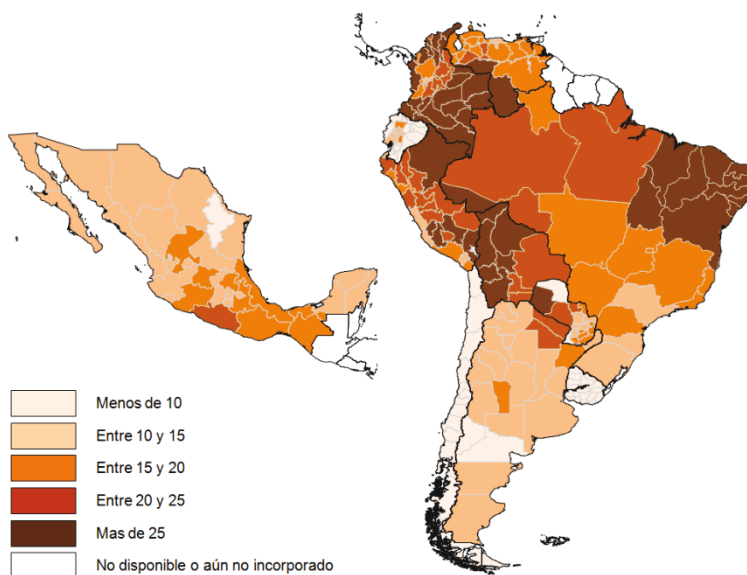 Menos de 10
Entre 10 y 15
Entre 15 y 20
Entre 20 y 25
Mas de 25
No disponible o aún no incorporado